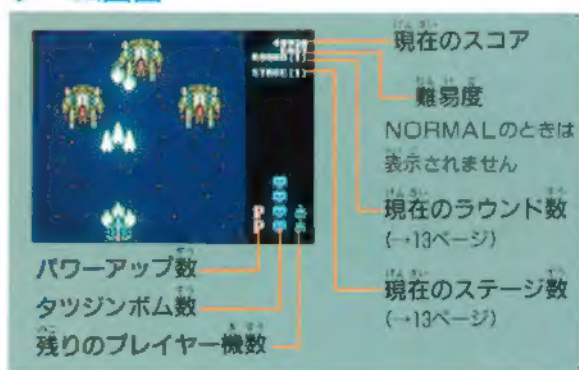 現在のスコア
難易度
NORMALのときは
表示されません
現在のラウンド数
(→13ページ)
現在のステージ数
(→13ページ)
P
P
パワーアップ数
タツジンボム数
残りのプレイヤー機数